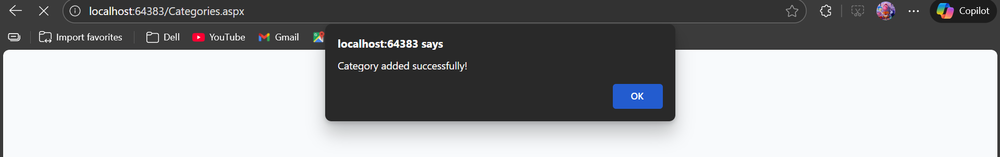 localhost:64383/Categories.aspx
Copilot
Import favorites
Dell
YouTube
Gmail
localhost:64383 says
Category added successfully!
OK